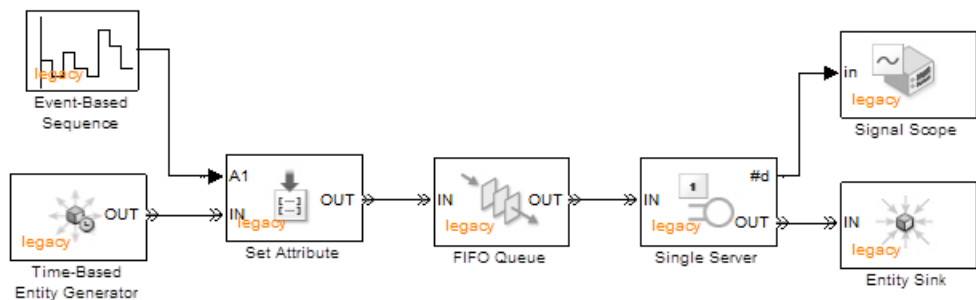 legacy
Event-Based
Sequence
in
legacy
Signal Scope
OUT
legacy
Time-Based
Entity Generator
A1
IN
OUT
legacy
Set Attribute
IN
OUT
legacy
FIFO Queue
1
#d
IN
OUT
legacy
Single Server
IN
legacy
Entity Sink